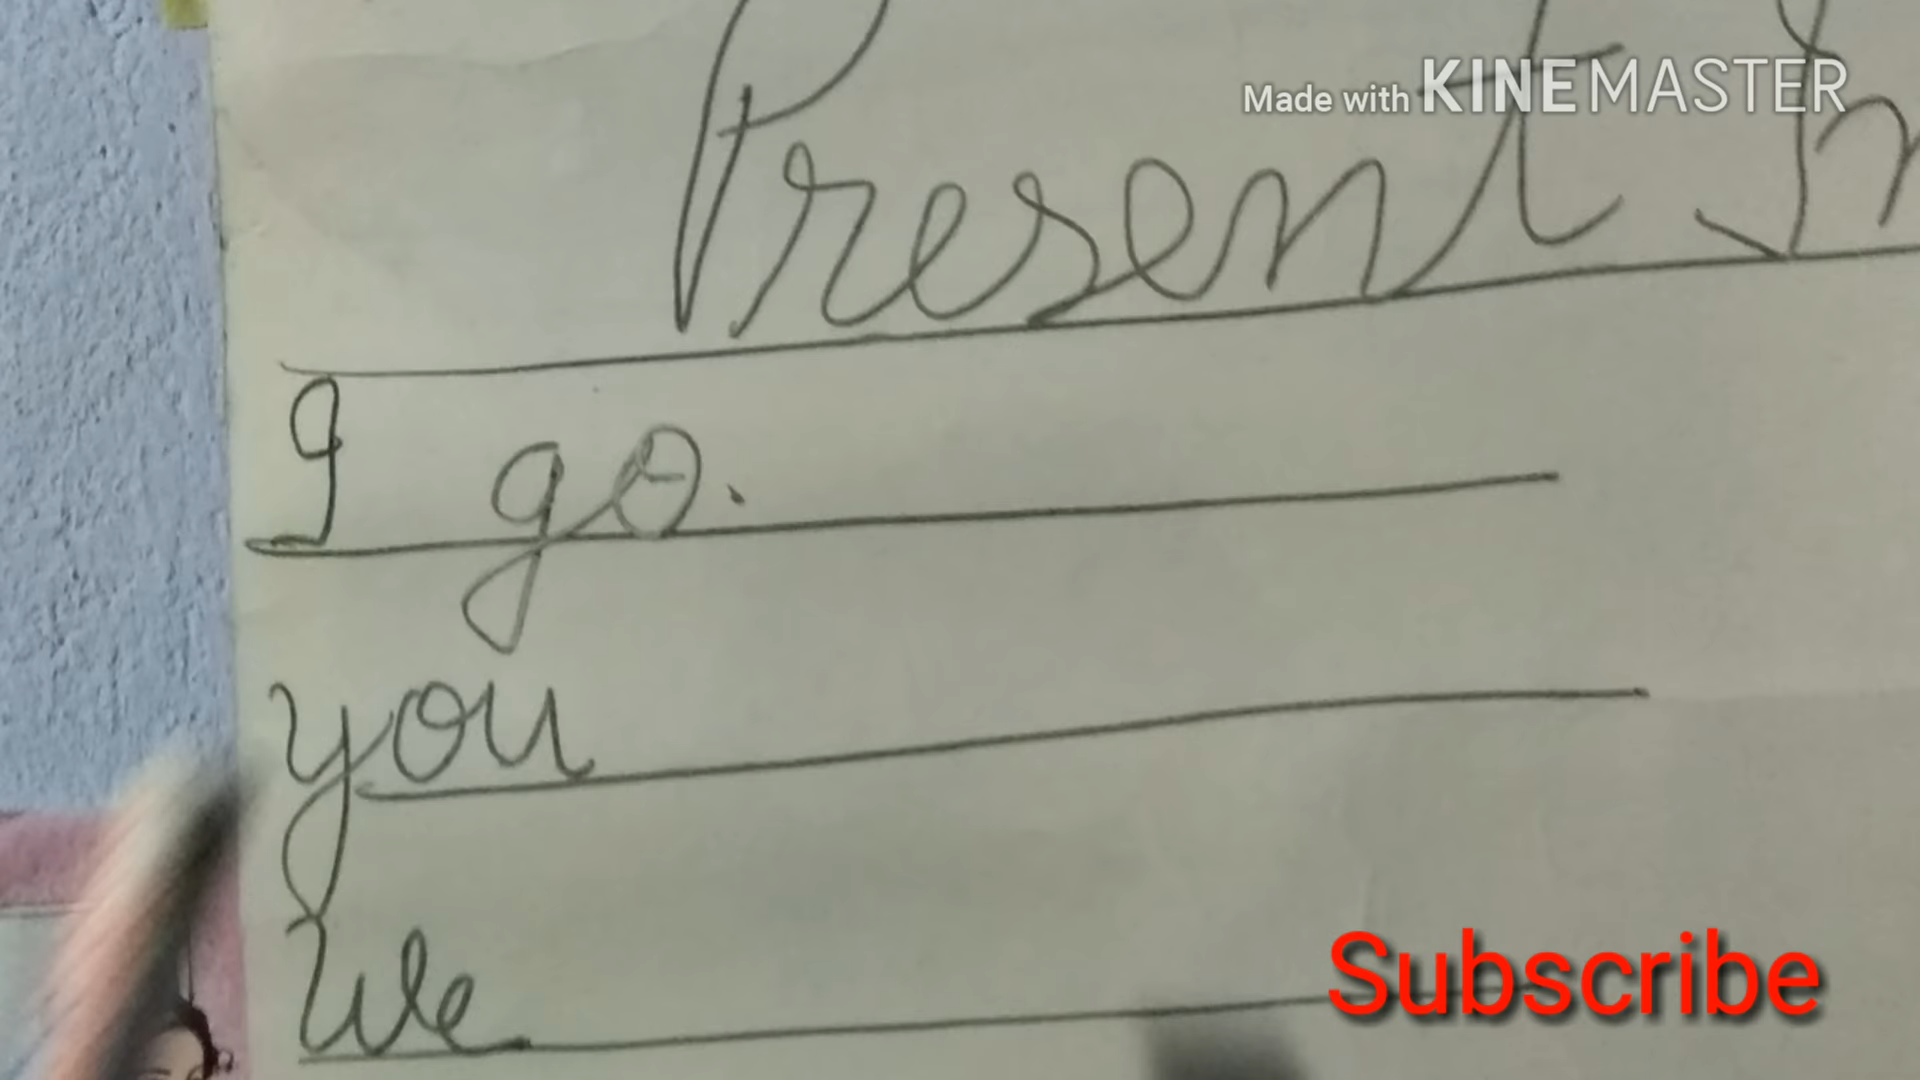 Made with KINEMASTER
Present
I go.
you
We
Subscribe